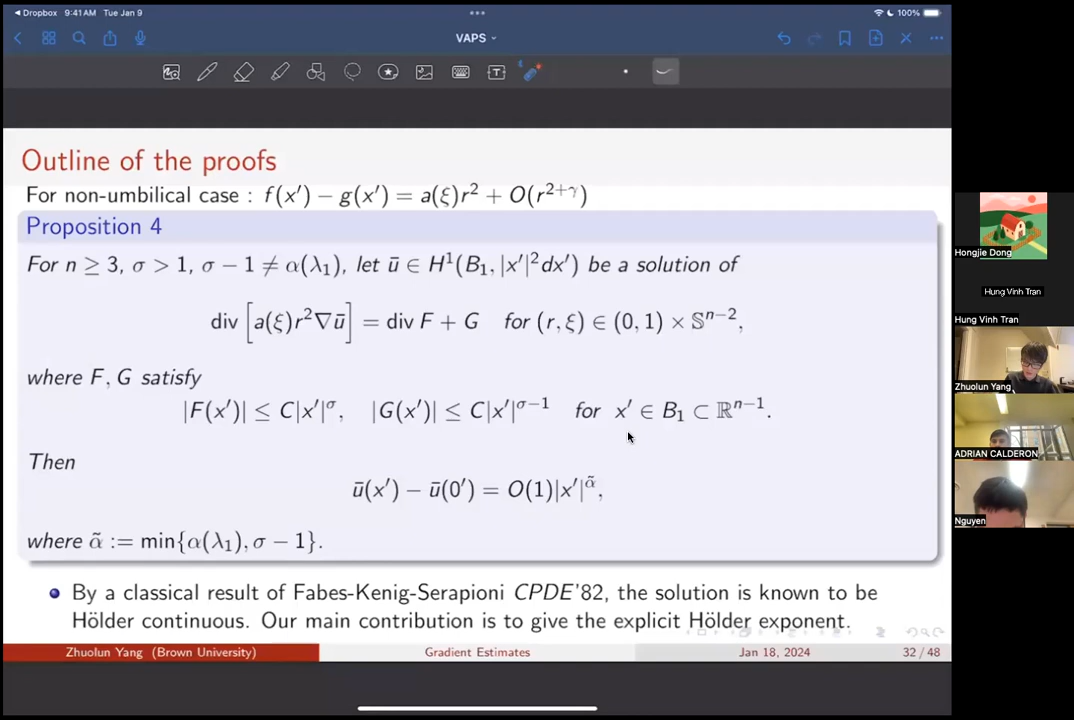 Dropbox 9:41 AM Tue Jan 9
100%
VAPS
Outline of the proofs
For non-umbilical case : f(x′) − g(x′) = a(ξ)r² + O(r²⁺ᵞ)
Proposition 4
For n ≥ 3, σ > 1, σ − 1 ≠ α(λ₁), let ū ∈ H¹(B₁, |x′|²dx′) be a solution of
div [a(ξ)r²∇ū] = div F + G for (r, ξ) ∈ (0, 1) × 𝕊ⁿ⁻²,
where F, G satisfy
|F(x′)| ≤ C|x′|^σ, |G(x′)| ≤ C|x′|^{σ−1} for x′ ∈ B₁ ⊂ ℝⁿ⁻¹.
Then
ū(x′) − ū(0′) = O(1)|x′|^{α̃},
where α̃ := min{α(λ₁), σ − 1}.
By a classical result of Fabes-Kenig-Serapioni CPDE'82, the solution is known to be
Hölder continuous. Our main contribution is to give the explicit Hölder exponent.
Zhuolun Yang (Brown University)
Gradient Estimates
Jan 18, 2024
32 / 48
Hongjie Dong
Hung Vinh Tran
Hung Vinh Tran
Zhuolun Yang
ADRIAN CALDERON
Nguyen